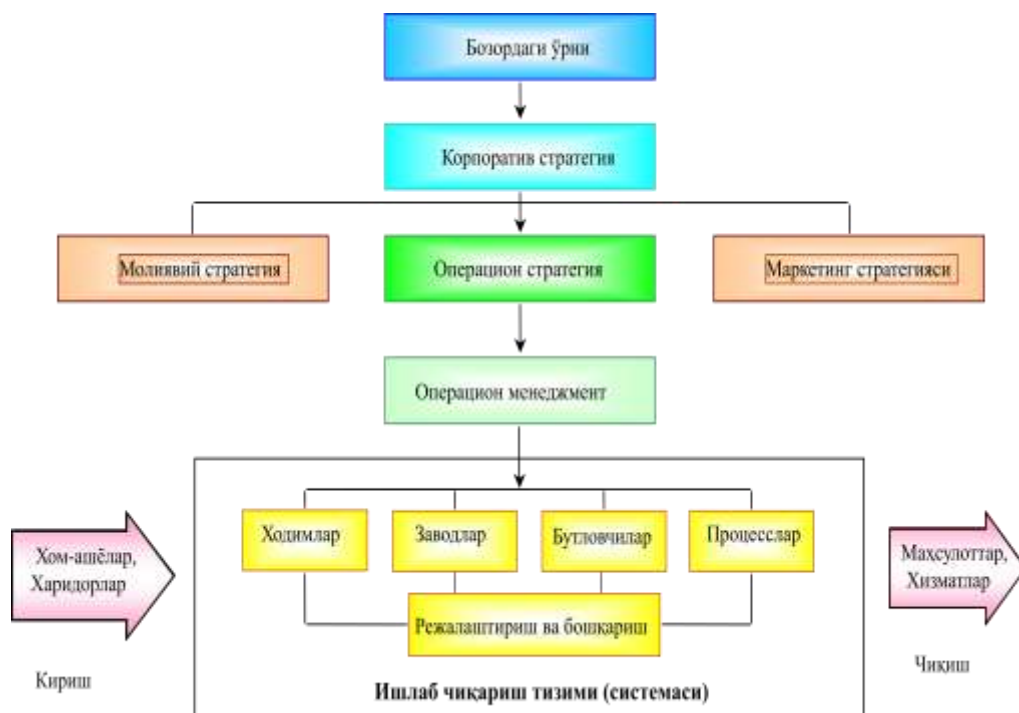 Бозордаги ўрни
Корпоратив стратегия
Молиявий стратегия
Операцион стратегия
Маркетинг стратегияси
Операцион менеджмент
Ходимлар
Заводлар
Бутловчилар
Процесслар
Хом-ашёлар,
Харидорлар
Махсулоттар,
Хизматлар
Режалаштириш ва бошқариш
Кириш
Чиқиш
Ишлаб чиқариш тизими (системаси)